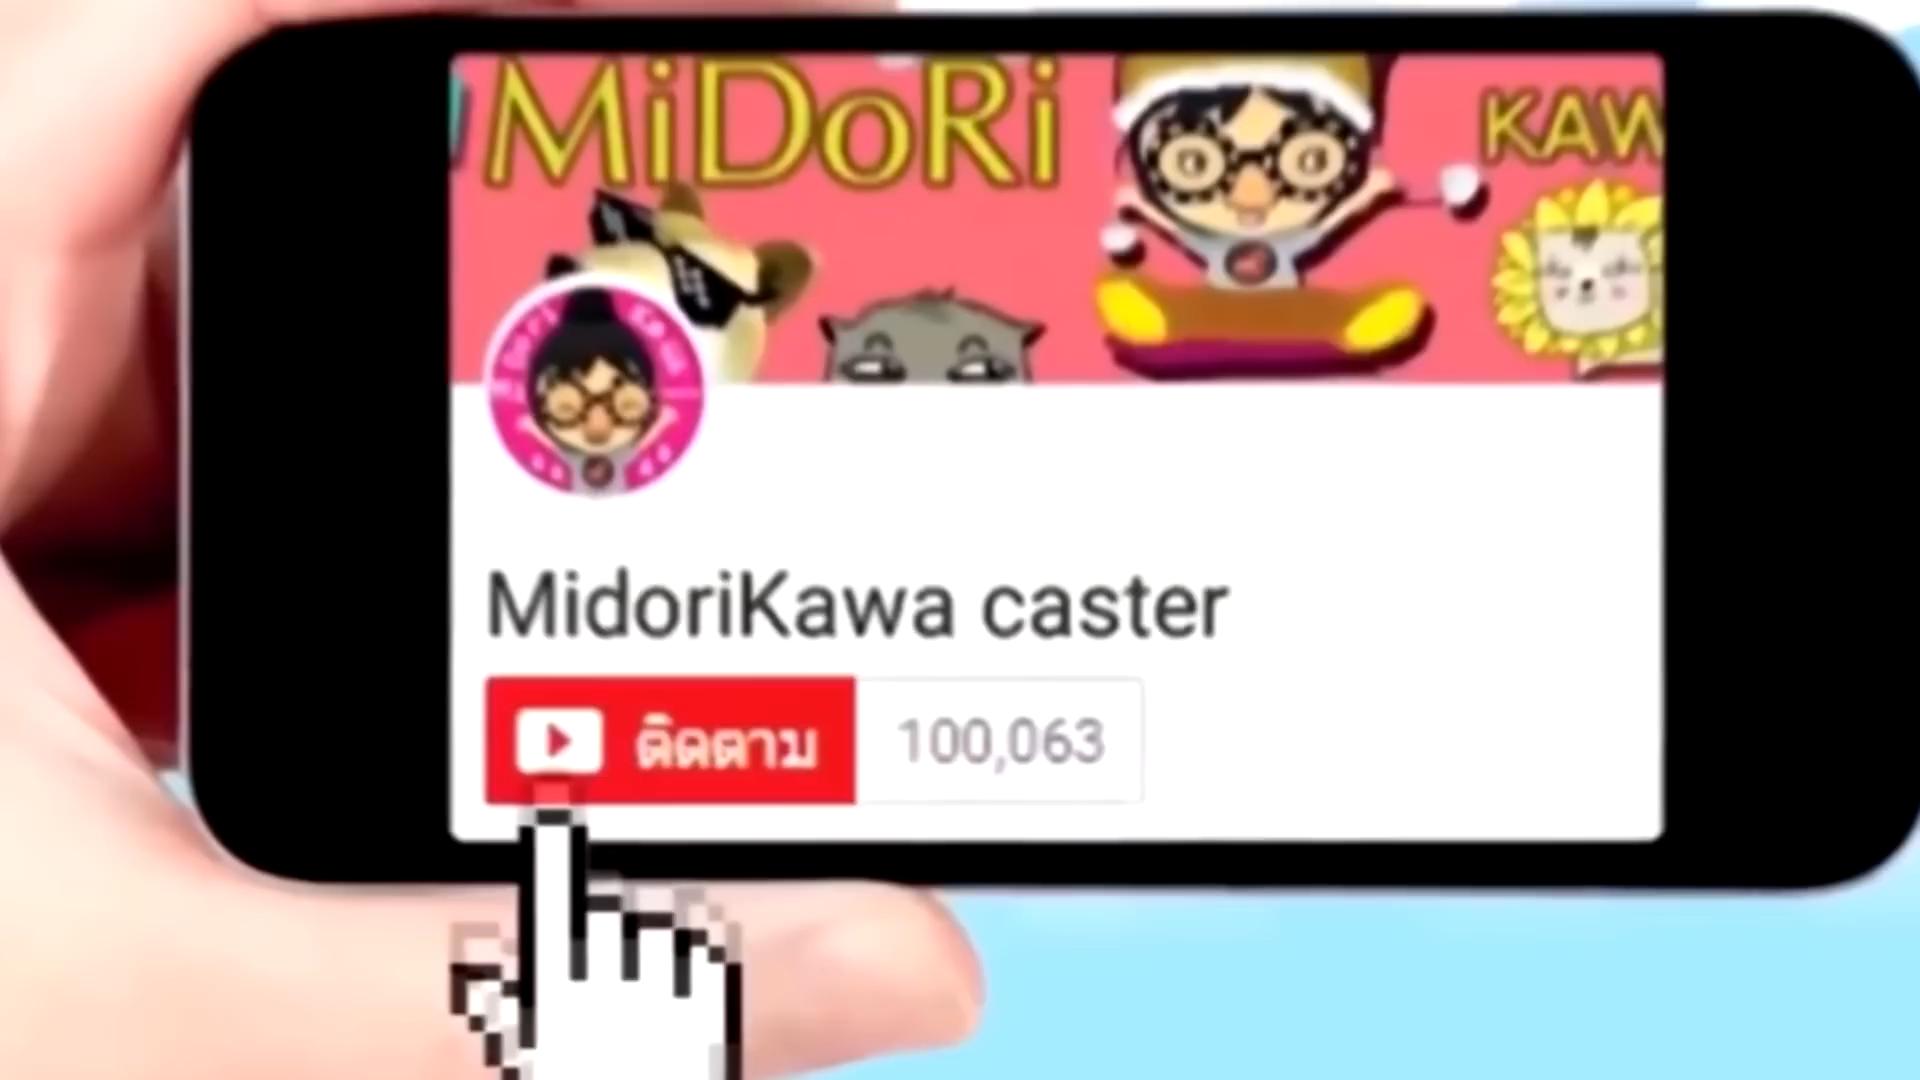 MiDoRi
KAW
MidoriKawa caster
ติดตาม 100,063